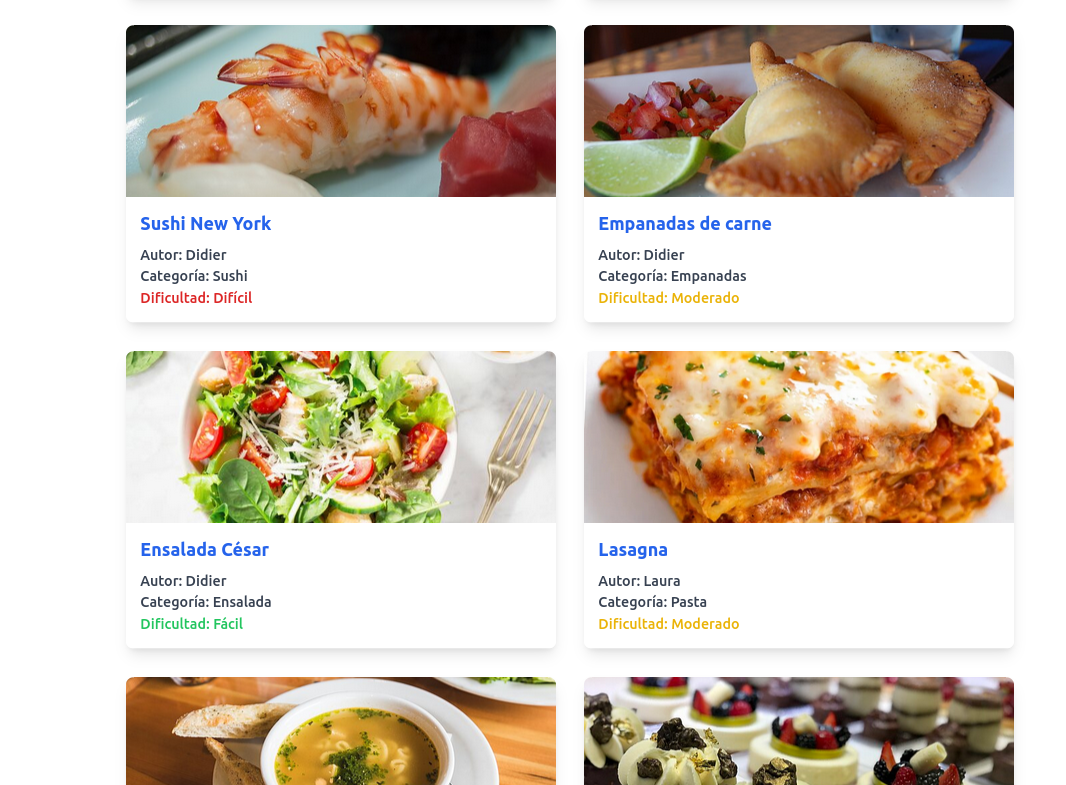 Sushi New York
Autor: Didier
Categoría: Sushi
Dificultad: Difícil
Empanadas de carne
Autor: Didier
Categoría: Empanadas
Dificultad: Moderado
Ensalada César
Autor: Didier
Categoría: Ensalada
Dificultad: Fácil
Lasagna
Autor: Laura
Categoría: Pasta
Dificultad: Moderado